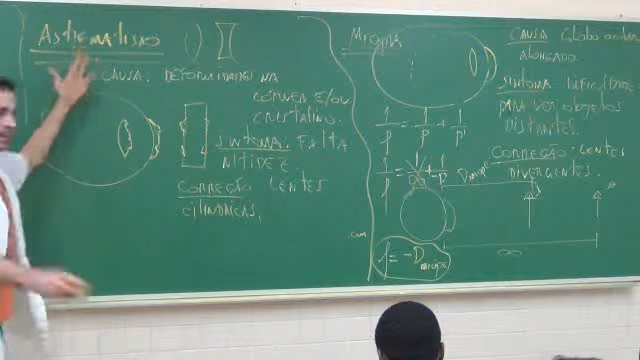 ASTIGMATISMO
CAUSA. DEFORMIDADES NA
CÓRNEA E/OU
CRISTALINO.
SINTOMA. FALTA
NITIDEZ
CORREÇÃO LENTES
CILÍNDRICAS,
Miopia
CAUSA Globo ocular
ALONGADO.
SINTOMA
PARA VER OBJETOS
DISTANTES.
CORREÇÃO: LENTES
DIVERGENTES.
1/f = 1/p + 1/p'
∞
f = -D míope